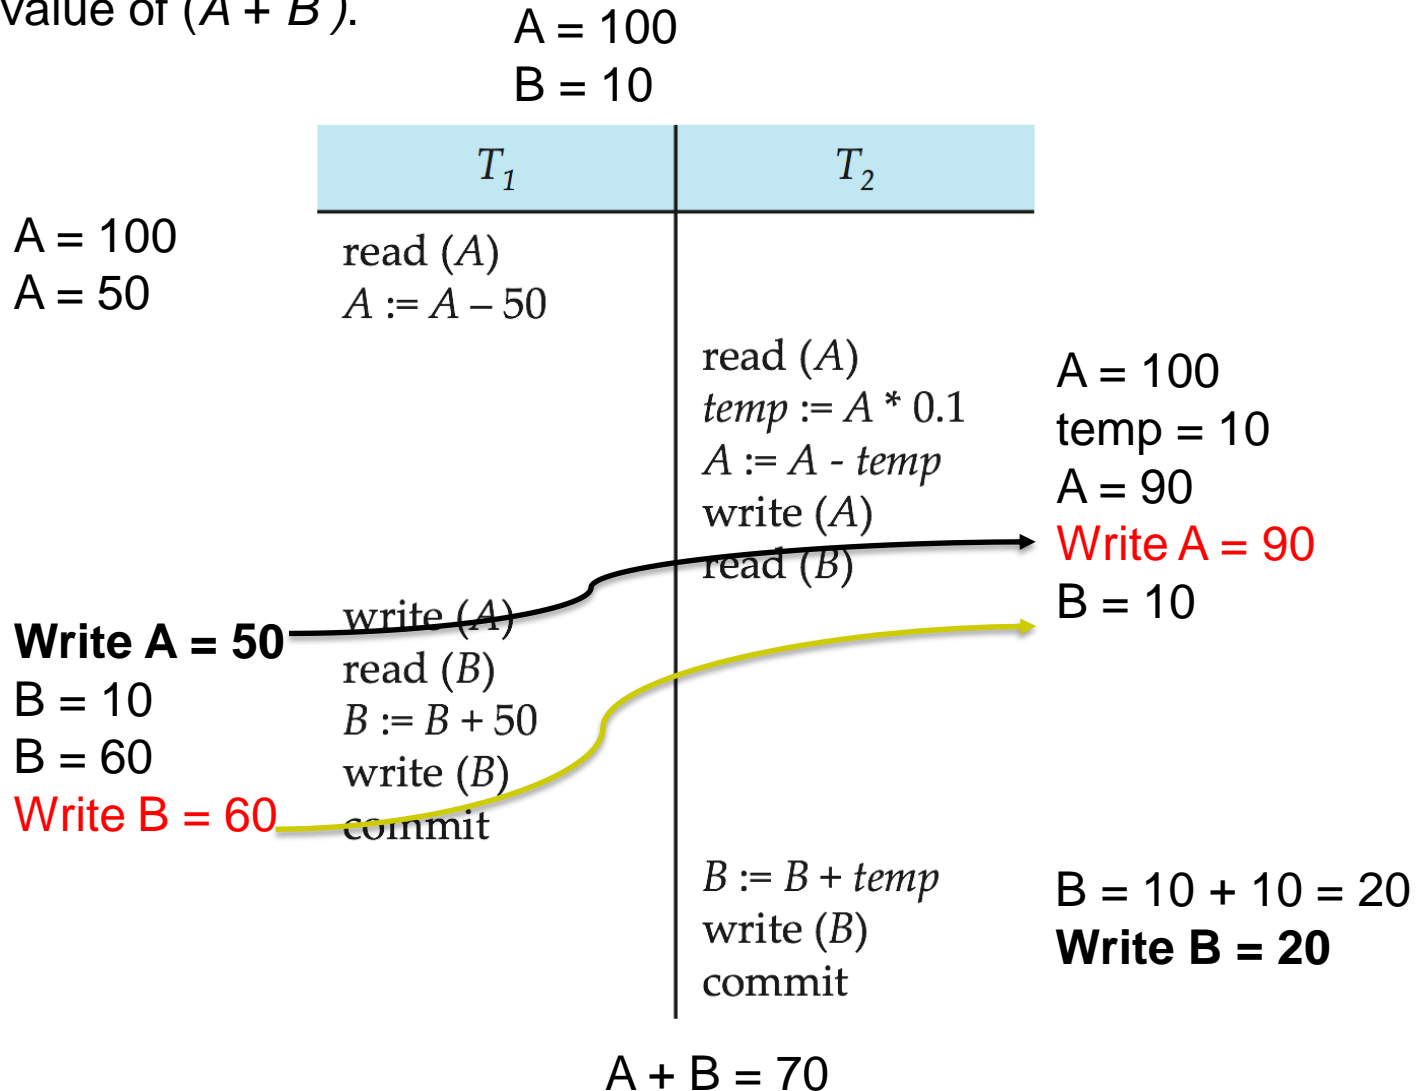 value of (A + B ).
A = 100
B = 10
T1
T2
A = 100
A = 50
read (A)
A := A – 50
read (A)
temp := A * 0.1
A := A - temp
write (A)
read (B)
A = 100
temp = 10
A = 90
Write A = 90
B = 10
Write A = 50
B = 10
B = 60
Write B = 60
write (A)
read (B)
B := B + 50
write (B)
commit
B := B + temp
write (B)
commit
B = 10 + 10 = 20
Write B = 20
A + B = 70